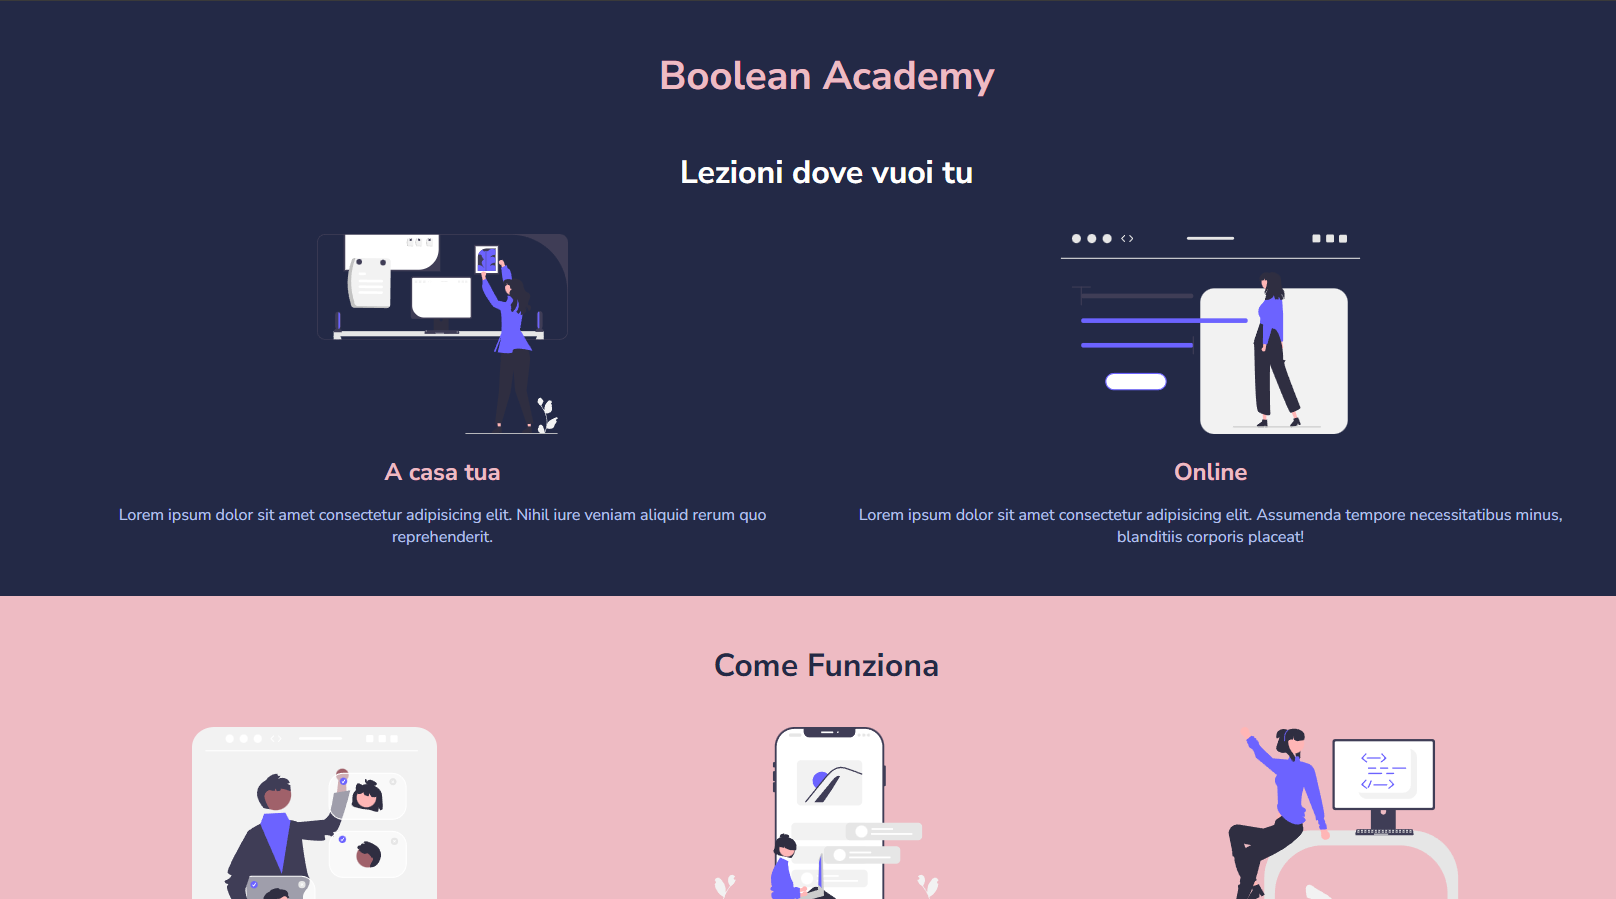 Boolean Academy
Lezioni dove vuoi tu
A casa tua
Lorem ipsum dolor sit amet consectetur adipisicing elit. Nihil iure veniam aliquid rerum quo
reprehenderit.
Online
Lorem ipsum dolor sit amet consectetur adipisicing elit. Assumenda tempore necessitatibus minus,
blanditiis corporis placeat!
Come Funziona